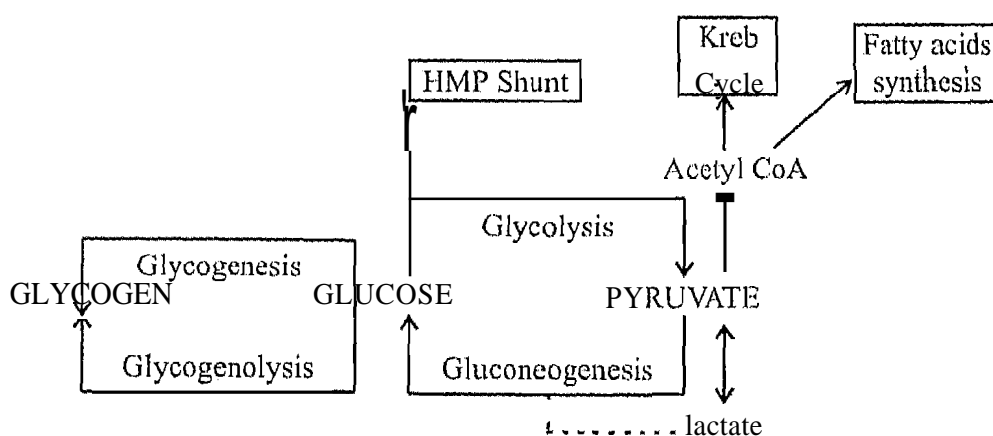 Kreb
Cycle
Fatty acids
synthesis
HMP Shunt
Acetyl CoA
Glycolysis
Glycogenesis
GLYCOGEN
GLUCOSE
PYRUVATE
Glycogenolysis
Gluconeogenesis
lactate